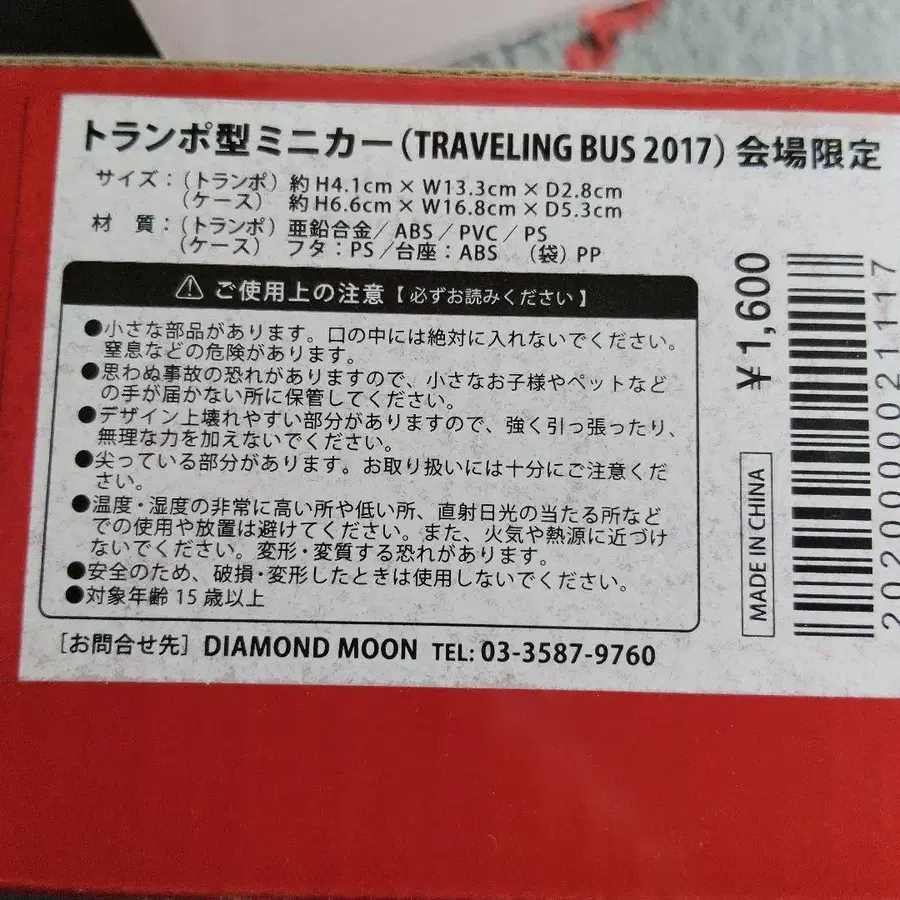 トランポ型ミニカー(TRAVELING BUS 2017) 会場限定
サイズ：(トランポ) 約 H4.1cm × W13.3cm × D2.8cm
(ケース) 約 H6.6cm × W16.8cm × D5.3cm
材 質：(トランポ) 亜鉛合金/ ABS / PVC / PS
(ケース) フタ：PS /台座：ABS (袋) PP
ご使用上の注意【必ずお読みください】
●小さな部品があります。口の中には絶対に入れないでください。
窒息などの危険があります。
●思わぬ事故の恐れがありますので、小さなお子様やペットなど
の手が届かない所に保管してください。
●デザイン上壊れやすい部分がありますので、強く引っ張ったり、
無理な力を加えないでください。
●尖っている部分があります。お取り扱いには十分にご注意くだ
さい。
●温度・湿度の非常に高い所や低い所、直射日光の当たる所など
での使用や放置は避けてください。また、火気や熱源に近づけ
ないでください。変形・変質する恐れがあります。
●安全のため、破損・変形したときは使用しないでください。
●対象年齢 15 歳以上
[お問合せ先] DIAMOND MOON TEL: 03-3587-9760
¥1,600
MADE IN CHINA
2020000021117